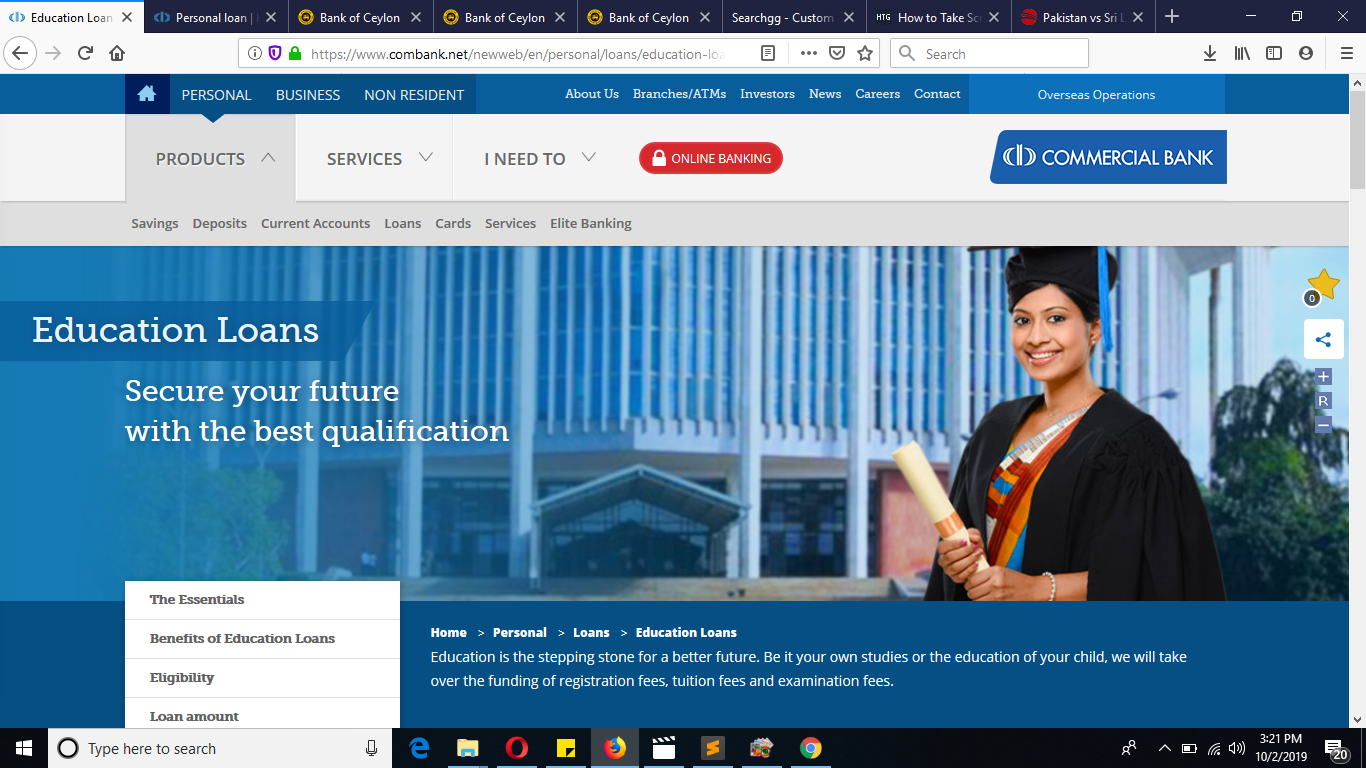 Education Loan
Personal loan |
Bank of Ceylon
Bank of Ceylon
Bank of Ceylon
Searchgg - Custom
HTG How to Take Sc
Pakistan vs Sri L
https://www.combank.net/newweb/en/personal/loans/education-loa
Search
PERSONAL BUSINESS NON RESIDENT
About Us Branches/ATMs Investors News Careers Contact
Overseas Operations
PRODUCTS SERVICES I NEED TO
ONLINE BANKING
COMMERCIAL BANK
Savings Deposits Current Accounts Loans Cards Services Elite Banking
0
Education Loans
+
R
−
Secure your future
with the best qualification
The Essentials
Benefits of Education Loans
Eligibility
Loan amount
Home > Personal > Loans > Education Loans
Education is the stepping stone for a better future. Be it your own studies or the education of your child, we will take
over the funding of registration fees, tuition fees and examination fees.
Type here to search
3:21 PM
10/2/2019
20